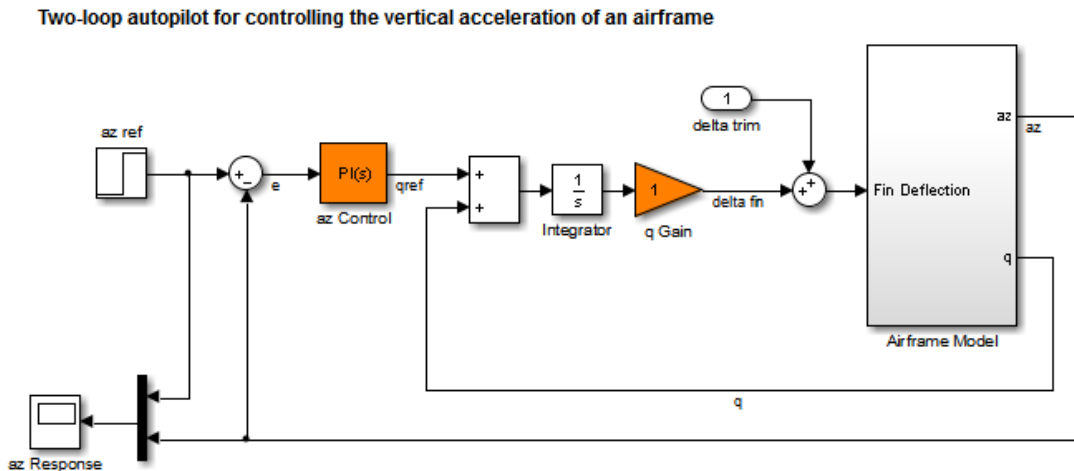 Two-loop autopilot for controlling the vertical acceleration of an airframe
az ref
+
−
e
PI(s)
az Control
qref
+
+
1
s
Integrator
1
q Gain
delta fin
1
delta trim
+
+
Fin Deflection
az
q
Airframe Model
az
q
az Response